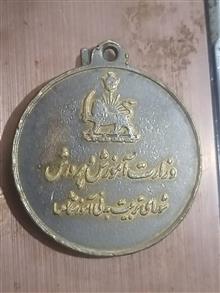 وزارت آموزش و پرورش
شورای تربیت بدنی آموزشگاهها